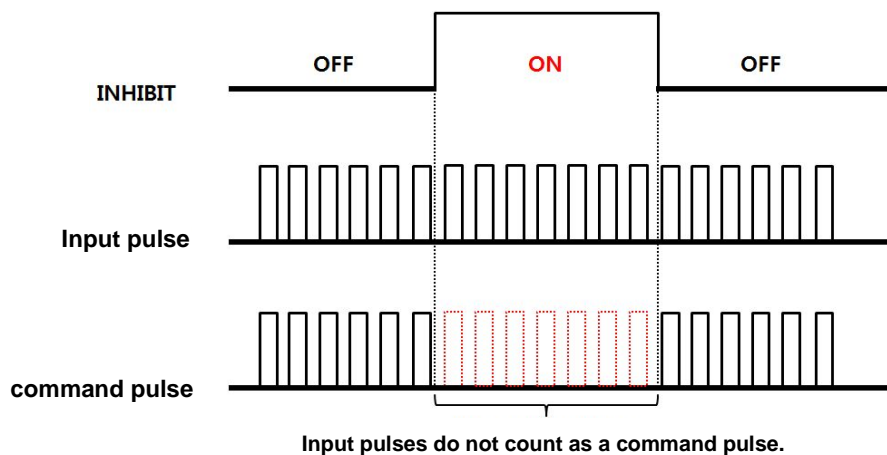 OFF ON OFF
INHIBIT
Input pulse
command pulse
Input pulses do not count as a command pulse.